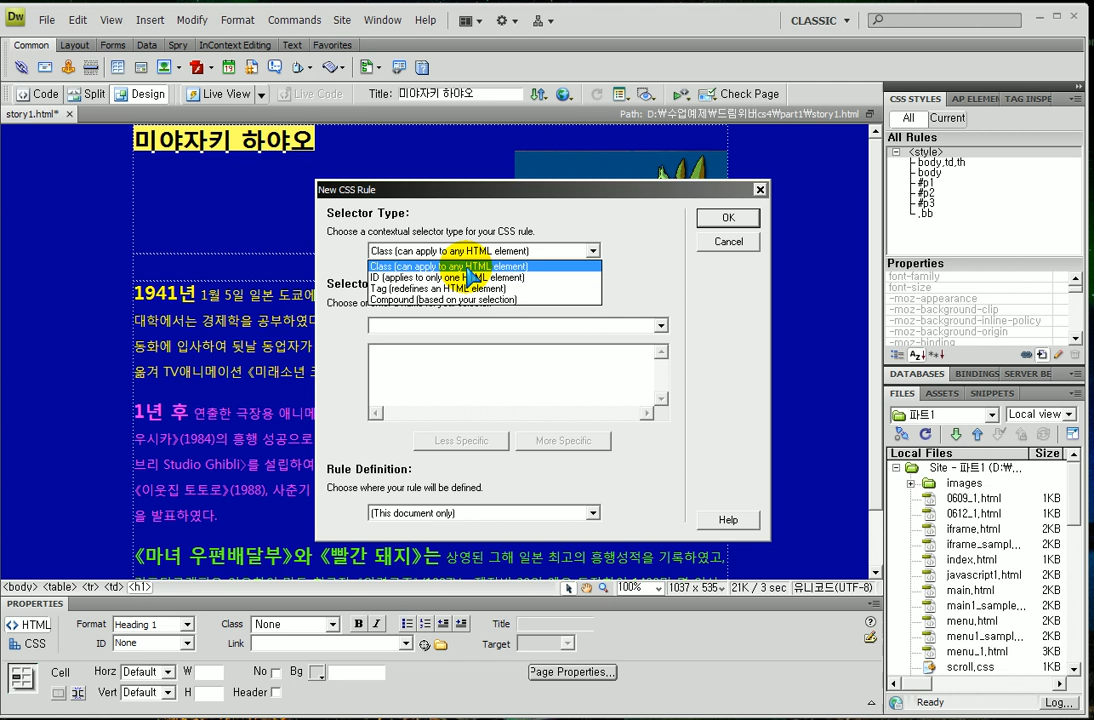 Dw File Edit View Insert Modify Format Commands Site Window Help CLASSIC
Common Layout Forms Data Spry InContext Editing Text Favorites
Code Split Design Live View Live Code Title: 미야자키 하야오 Check Page
story1.html* Path: D:₩수업예제₩드림위버cs4₩part1₩story1.html
미야자키 하야오
1941년 1월 5일 일본 도쿄에
대학에서는 경제학을 공부하였다
동화에 입사하여 뒷날 동업자가
옮겨 TV애니메이션 《미래소년 코
1년 후 연출한 극장용 애니메
우시카》(1984)의 흥행 성공으로
브리 Studio Ghibli>를 설립하여
《이웃집 토토로》(1988), 사춘기
을 발표하였다.
《마녀 우편배달부》와 《빨간 돼지》는 상영된 그해 일본 최고의 흥행성적을 기록하였고,
New CSS Rule
Selector Type:
Choose a contextual selector type for your CSS rule.
Class (can apply to any HTML element)
Class (can apply to any HTML element)
ID (applies to only one HTML element)
Tag (redefines an HTML element)
Compound (based on your selection)
Selecto
Less Specific More Specific
Rule Definition:
Choose where your rule will be defined.
(This document only)
OK
Cancel
Help
CSS STYLES AP ELEMEN TAG INSPE
All Current
All Rules
<style>
body,td,th
body
#p1
#p2
#p3
.bb
Properties
font-family
font-size
-moz-appearance
-moz-background-clip
-moz-background-inline-policy
-moz-background-origin
-moz-binding
DATABASES BINDINGS SERVER BE
FILES ASSETS SNIPPETS
파트1 Local view
Local Files Size
Site - 파트1 (D:₩...
images
0609_1.html 1KB
0612_1.html 1KB
iframe.html 2KB
iframe_sampl... 2KB
index.html 1KB
javascript1.html 1KB
main.html 2KB
main1_sample... 2KB
menu.html 2KB
menu1_sampl... 2KB
menu_1.html 3KB
scroll.css 1KB
Ready Log...
<body> <table> <tr> <td> <h1> 100% 1037 x 535 21K / 3 sec 유니코드(UTF-8)
PROPERTIES
<> HTML Format Heading 1 Class None B I Title
CSS ID None Link Target
Cell Horz Default W No Bg Page Properties...
Vert Default H Header